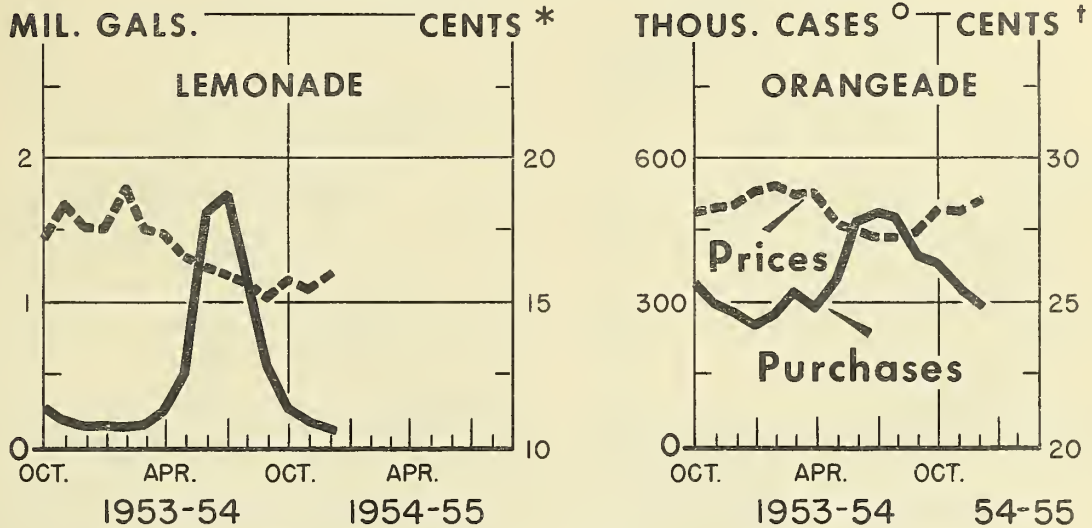 MIL. GALS. CENTS *
LEMONADE
2 20
1 15
0 10
OCT. APR. OCT. APR.
1953-54 1954-55
THOUS. CASES ° CENTS †
ORANGEADE
600 30
Prices
300 25
Purchases
0 20
OCT. APR. OCT.
1953-54 54-55